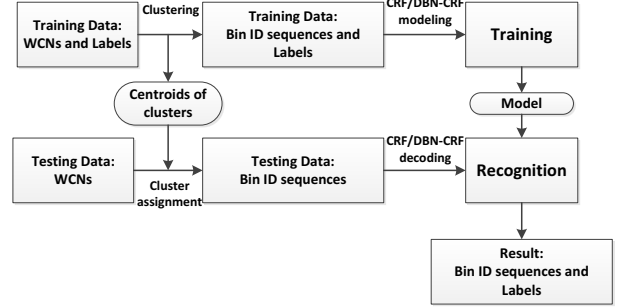 Clustering
CRF/DBN-CRF
modeling
Training Data:
WCNs and Labels
Training Data:
Bin ID sequences and
Labels
Training
Centroids of
clusters
Model
Testing Data:
WCNs
Cluster
assignment
Testing Data:
Bin ID sequences
CRF/DBN-CRF
decoding
Recognition
Result:
Bin ID sequences and
Labels